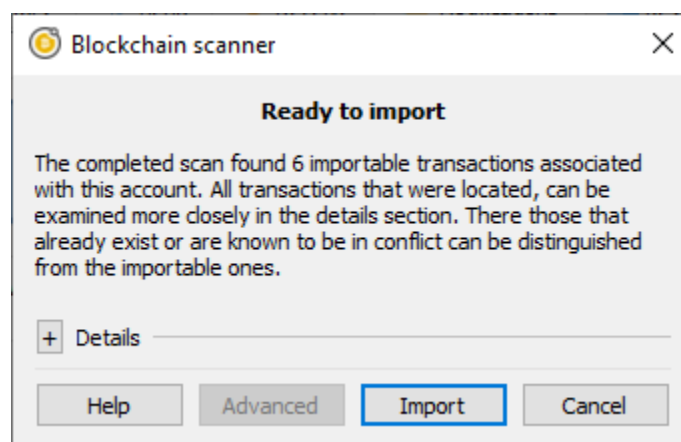 Blockchain scanner
Ready to import
The completed scan found 6 importable transactions associated
with this account. All transactions that were located, can be
examined more closely in the details section. There those that
already exist or are known to be in conflict can be distinguished
from the importable ones.
+ Details
Help Advanced Import Cancel